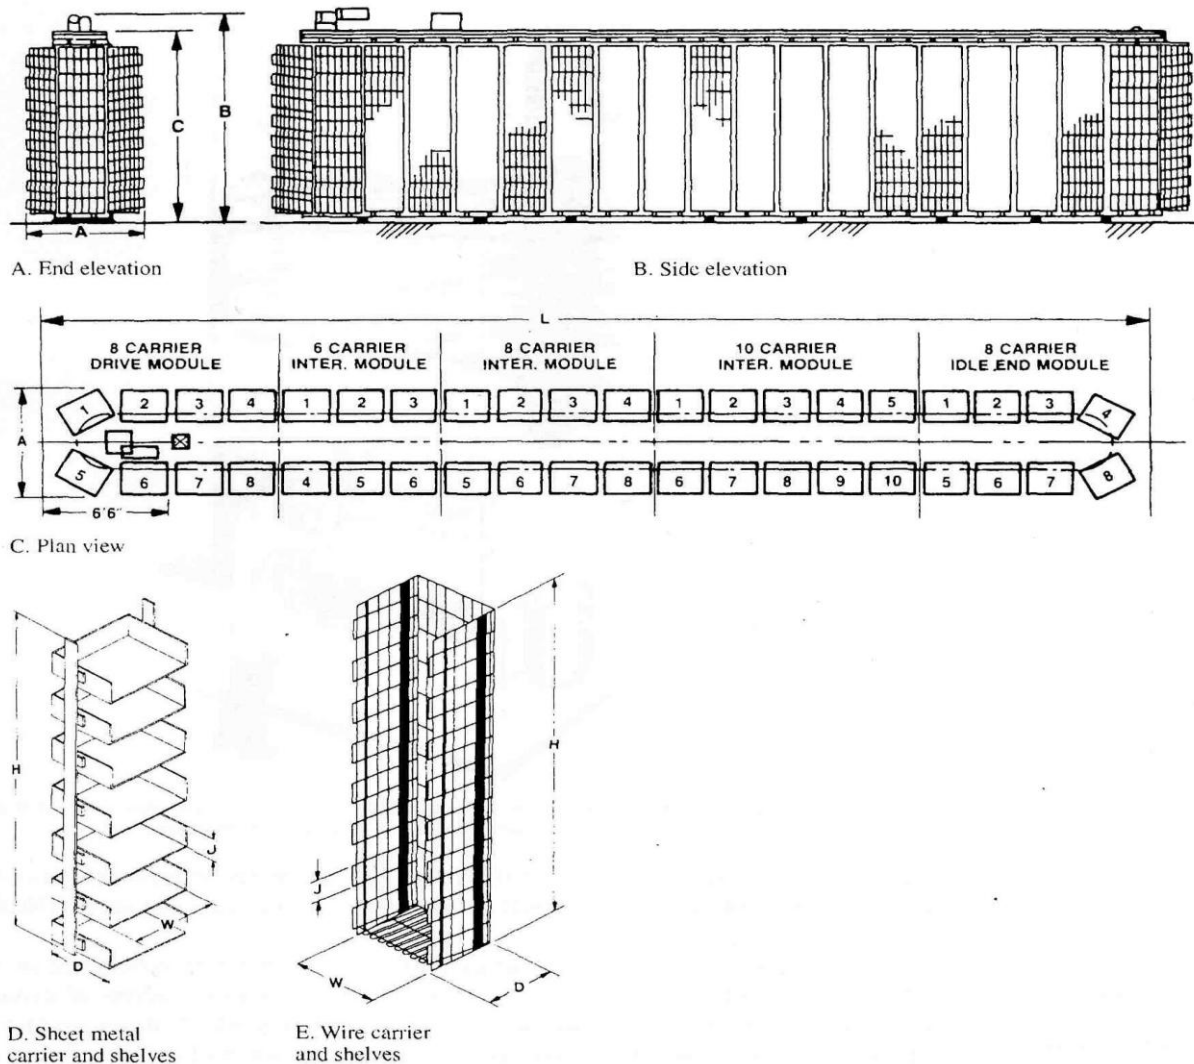 C
B
A
A. End elevation
B. Side elevation
L
8 CARRIER
DRIVE MODULE
6 CARRIER
INTER. MODULE
8 CARRIER
INTER. MODULE
10 CARRIER
INTER. MODULE
8 CARRIER
IDLE END MODULE
1 2 3 4 1 2 3 1 2 3 4 1 2 3 4 5 1 2 3 4
A
5 6 7 8 4 5 6 5 6 7 8 6 7 8 9 10 5 6 7 8
6'6"
C. Plan view
H
J
W
D
H
J
W
D
D. Sheet metal
carrier and shelves
E. Wire carrier
and shelves